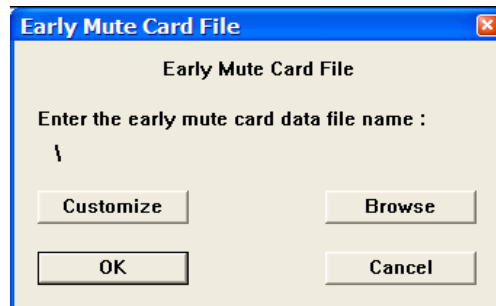 Early Mute Card File
Early Mute Card File
Enter the early mute card data file name :
\
Customize Browse
OK Cancel